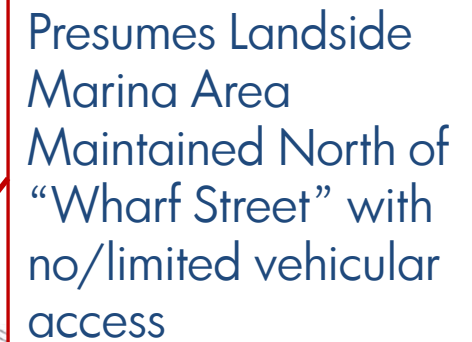 Presumes Landside
Marina Area
Maintained North of
“Wharf Street” with
no/limited vehicular
access